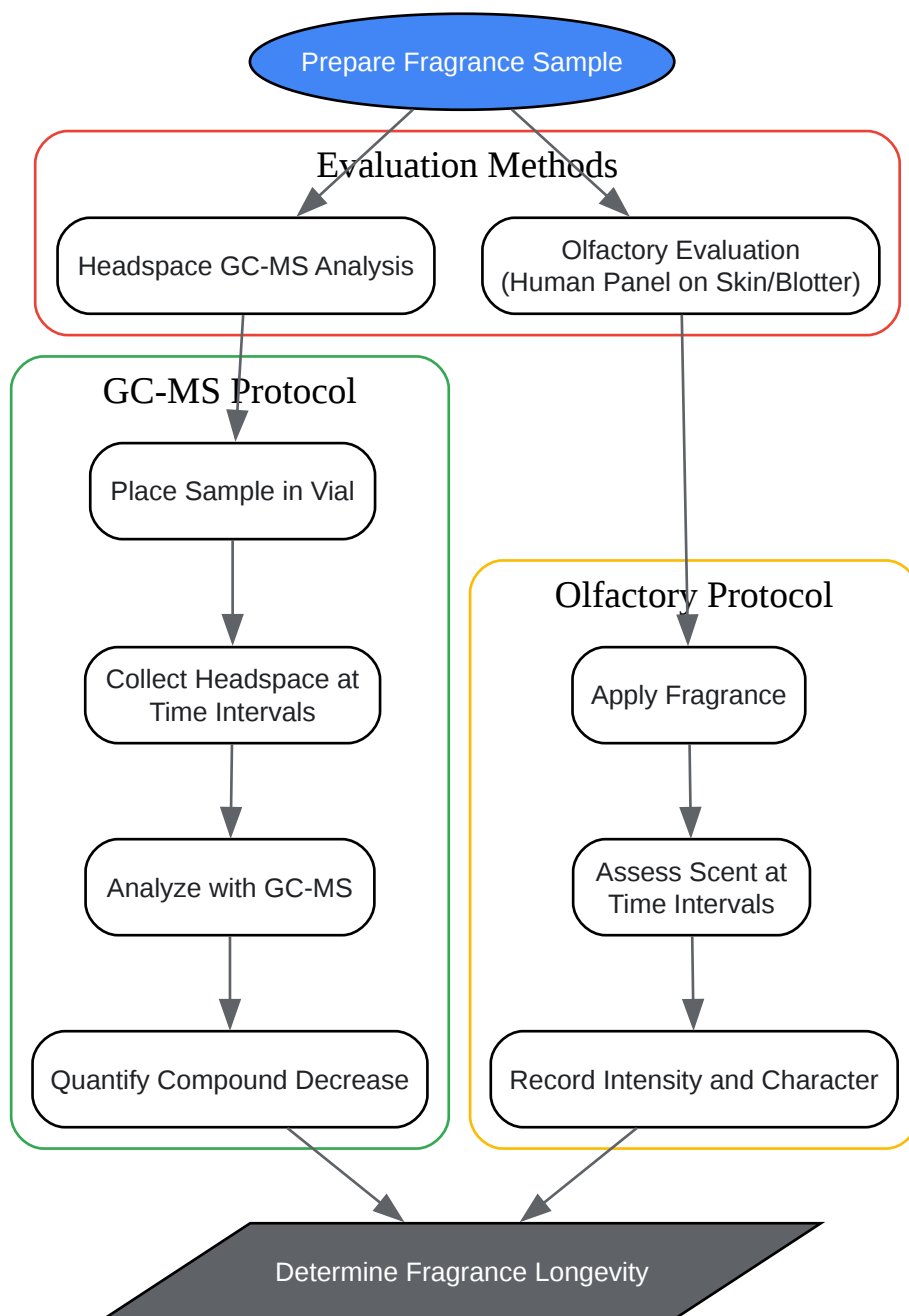 Prepare Fragrance Sample
Evaluation Methods
Headspace GC-MS Analysis
Olfactory Evaluation
(Human Panel on Skin/Blotter)
GC-MS Protocol
Place Sample in Vial
Collect Headspace at
Time Intervals
Analyze with GC-MS
Quantify Compound Decrease
Olfactory Protocol
Apply Fragrance
Assess Scent at
Time Intervals
Record Intensity and Character
Determine Fragrance Longevity